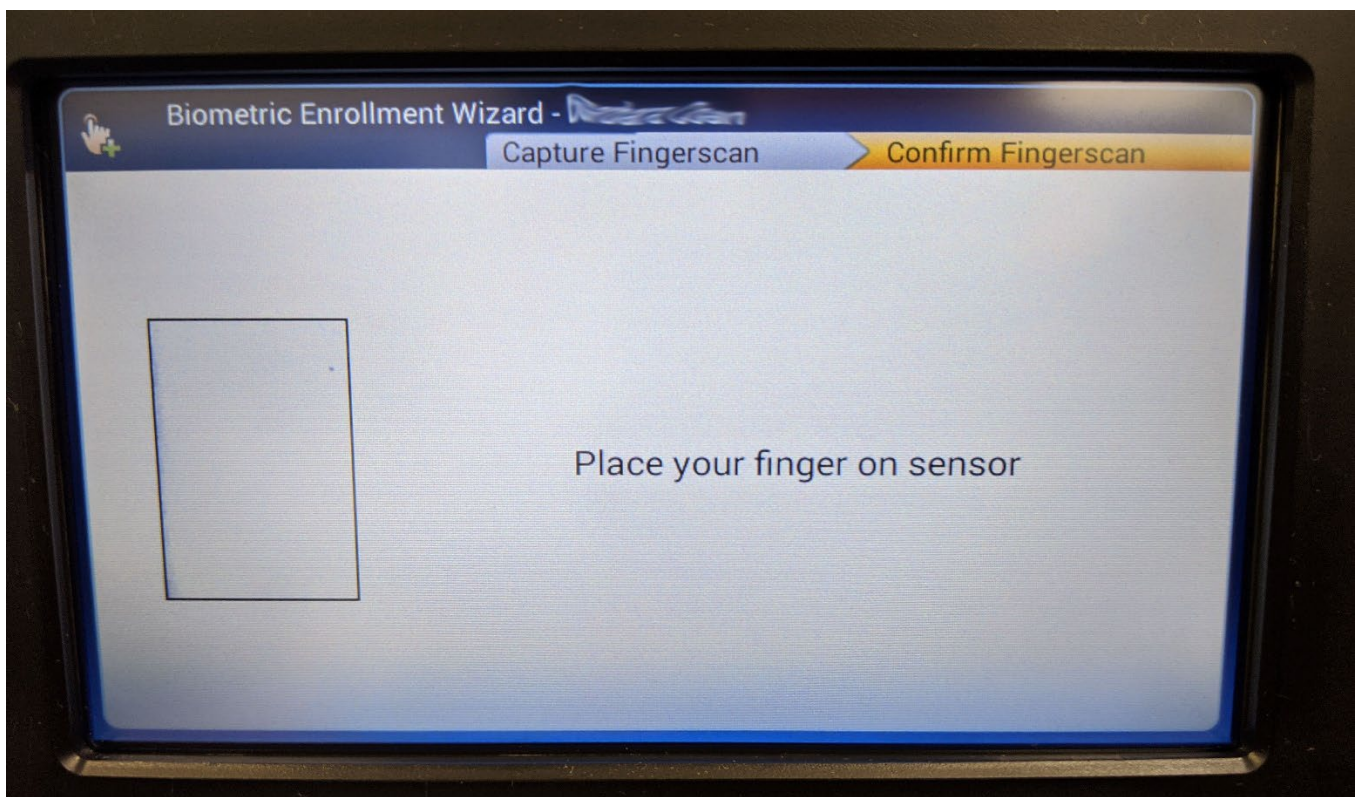 Biometric Enrollment Wizard -
Capture Fingerscan
Confirm Fingerscan
Place your finger on sensor